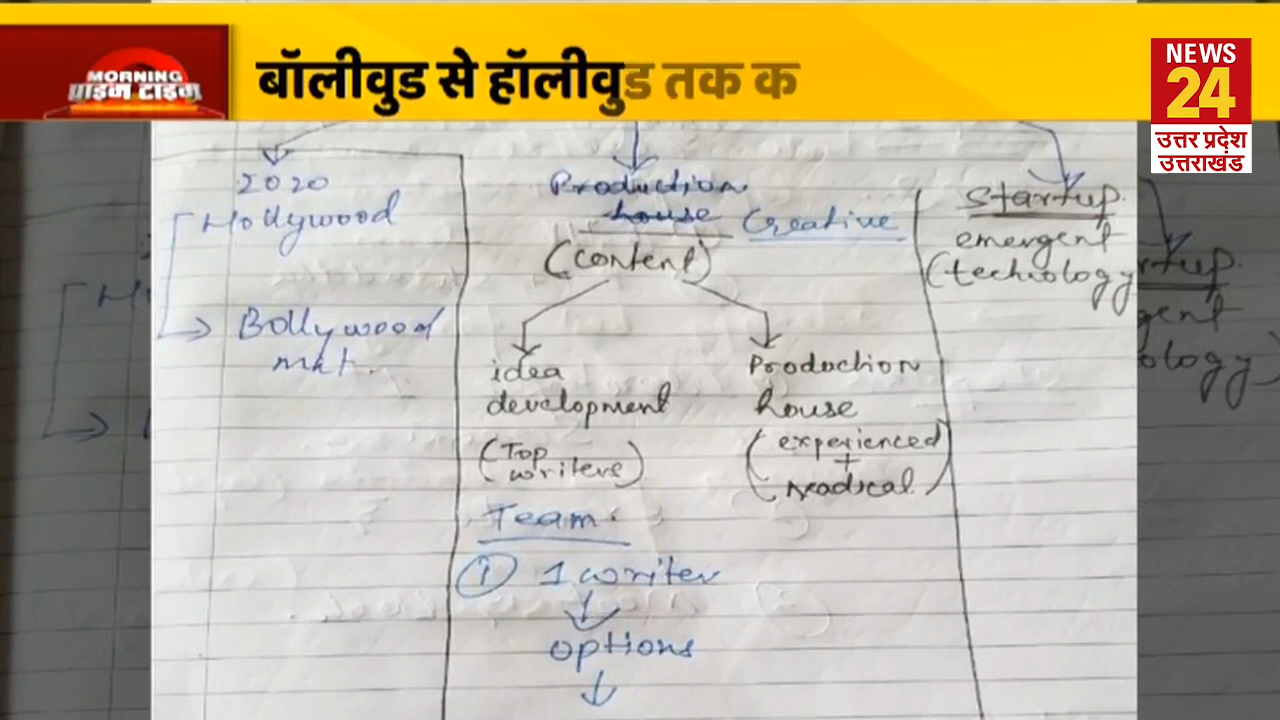 MORNING
प्राइम टाइम
बॉलीवुड से हॉलीवुड तक क
NEWS
24
उत्तर प्रदेश
उत्तराखंड
2020
Hollywood
Bollywood
mkt.
Production
house
Creative
(Content)
idea
development
(Top
writers)
Production
house
(experienced
+
Team
① 1 writer
options
Startup
emergent
(technology